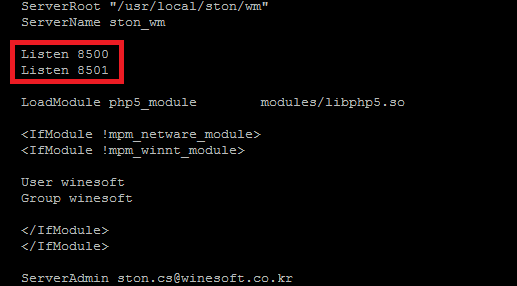 ServerRoot "/usr/local/ston/wm"
ServerName ston_wm
Listen 8500
Listen 8501
LoadModule php5_module modules/libphp5.so
<IfModule !mpm_netware_module>
<IfModule !mpm_winnt_module>
User winesoft
Group winesoft
</IfModule>
</IfModule>
ServerAdmin ston.cs@winesoft.co.kr